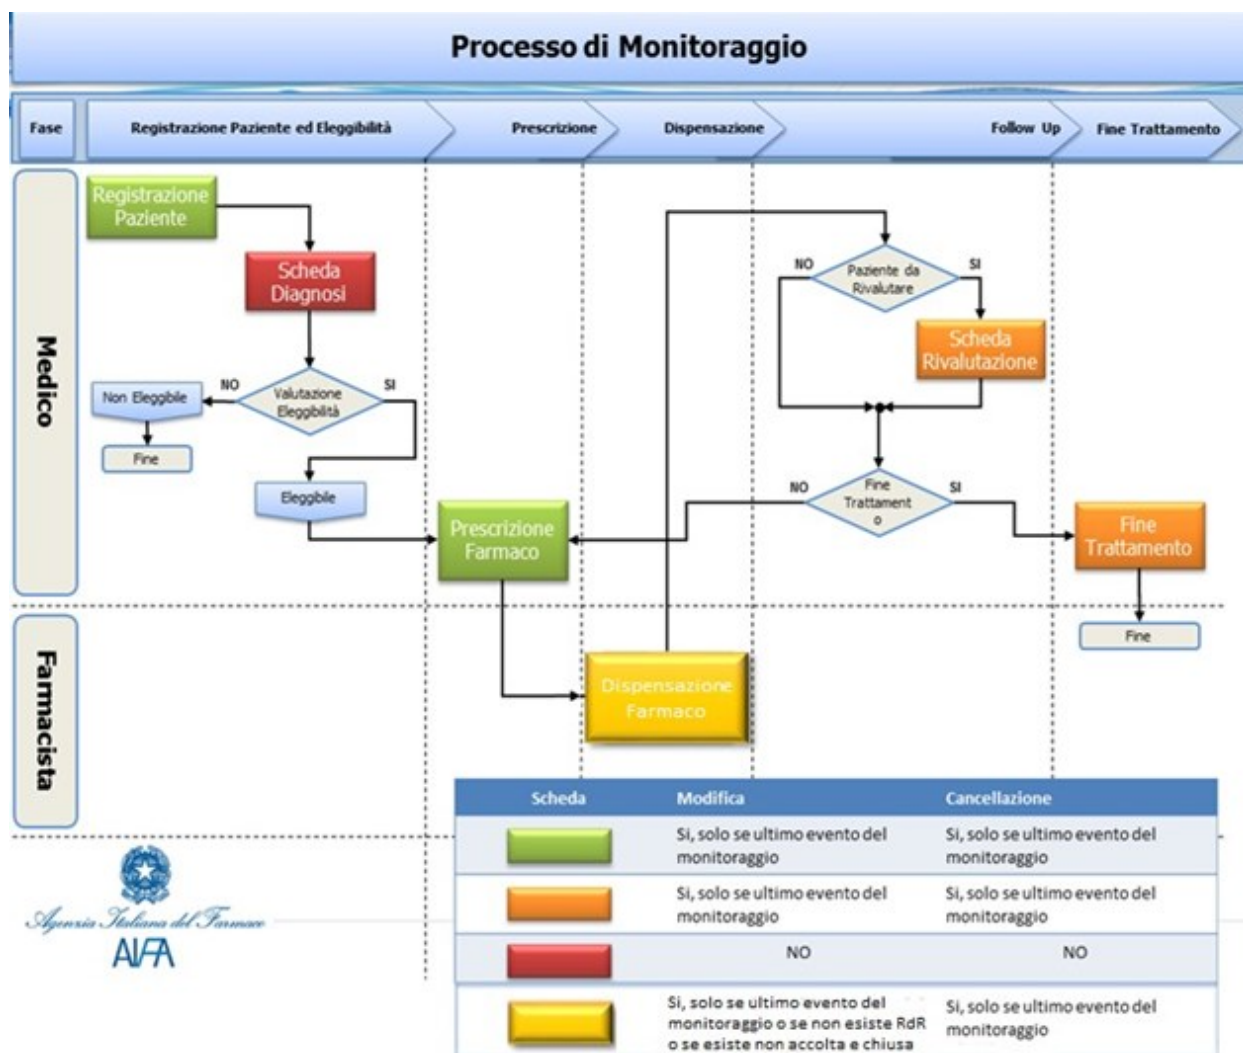 Processo di Monitoraggio
Fase
Registrazione Paziente ed Eleggibilità
Prescrizione
Dispensazione
Follow Up
Fine Trattamento
Medico
Registrazione
Paziente
Scheda
Diagnosi
NO
Valutazione
Eleggibilità
SI
Non Eleggbile
Fine
Eleggbile
Prescrizione
Farmaco
NO
Paziente da
Rivalutare
SI
Scheda
Rivalutazione
NO
Fine
Trattament
o
SI
Fine
Trattamento
Fine
Farmacista
Dispensazione
Farmaco
Scheda Modifica Cancellazione
Si, solo se ultimo evento del
monitoraggio
Si, solo se ultimo evento del
monitoraggio
Si, solo se ultimo evento del
monitoraggio
Si, solo se ultimo evento del
monitoraggio
NO NO
Si, solo se ultimo evento del
monitoraggio o se non esiste RdR
o se esiste non accolta e chiusa
Si, solo se ultimo evento del
monitoraggio
Agenzia Italiana del Farmaco
AIFA